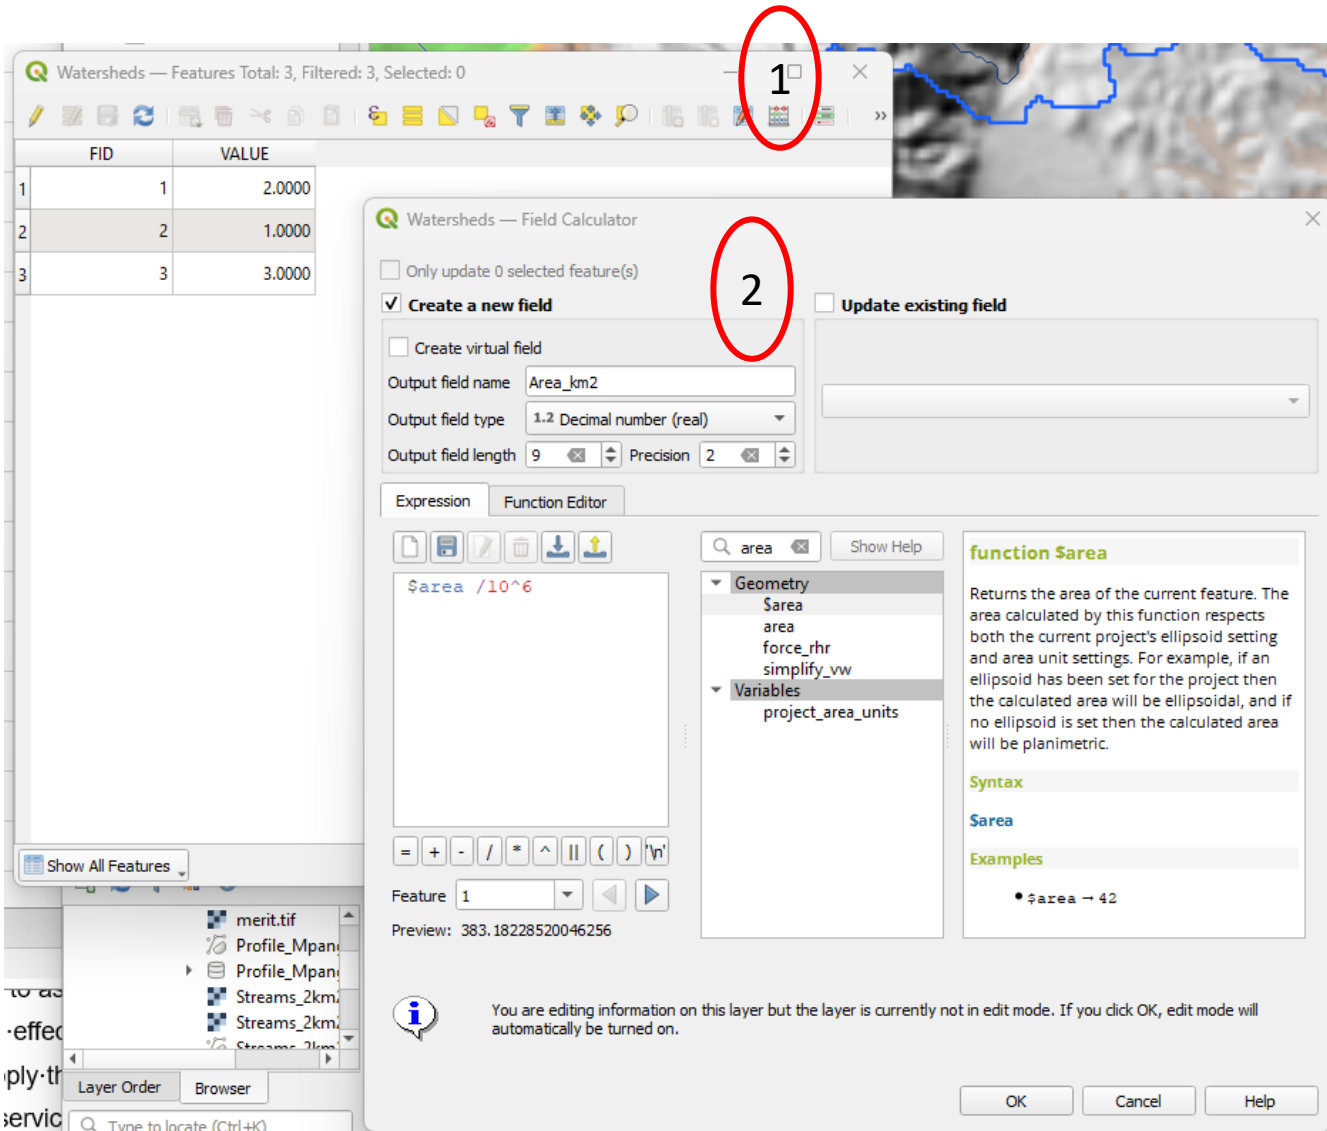 1
Watersheds — Features Total: 3, Filtered: 3, Selected: 0
»
FID VALUE
1 1 2.0000
2 2 1.0000
3 3 3.0000
Watersheds — Field Calculator
2
Only update 0 selected feature(s)
Create a new field
Update existing field
Create virtual field
Output field name Area_km2
Output field type 1.2 Decimal number (real)
Output field length 9 Precision 2
Expression Function Editor
area Show Help
$area /10^6
Geometry
$area
area
force_rhr
simplify_vw
Variables
project_area_units
function $area
Returns the area of the current feature. The
area calculated by this function respects
both the current project's ellipsoid setting
and area unit settings. For example, if an
ellipsoid has been set for the project then
the calculated area will be ellipsoidal, and if
no ellipsoid is set then the calculated area
will be planimetric.
Syntax
$area
Examples
• $area → 42
= + - / * ^ || ( ) '\n'
Feature 1
Preview: 383.18228520046256
Show All Features
merit.tif
Profile_Mpan
Profile_Mpan
Streams_2km
Streams_2km
Streams_2km
You are editing information on this layer but the layer is currently not in edit mode. If you click OK, edit mode will
automatically be turned on.
Layer Order Browser
Type to locate (Ctrl+K)
OK Cancel Help
to as
·effec
ply·th
servic